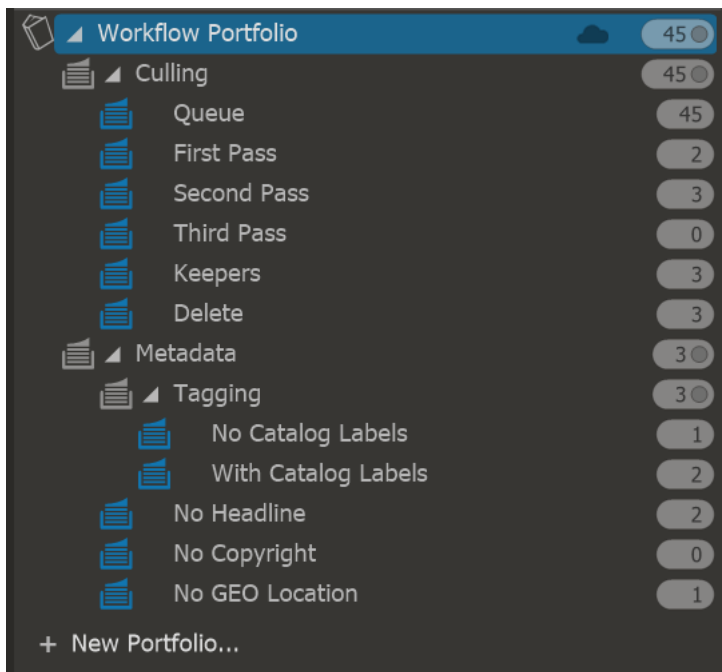 Workflow Portfolio 45
Culling 45
Queue 45
First Pass 2
Second Pass 3
Third Pass 0
Keepers 3
Delete 3
Metadata 3
Tagging 3
No Catalog Labels 1
With Catalog Labels 2
No Headline 2
No Copyright 0
No GEO Location 1
+ New Portfolio...